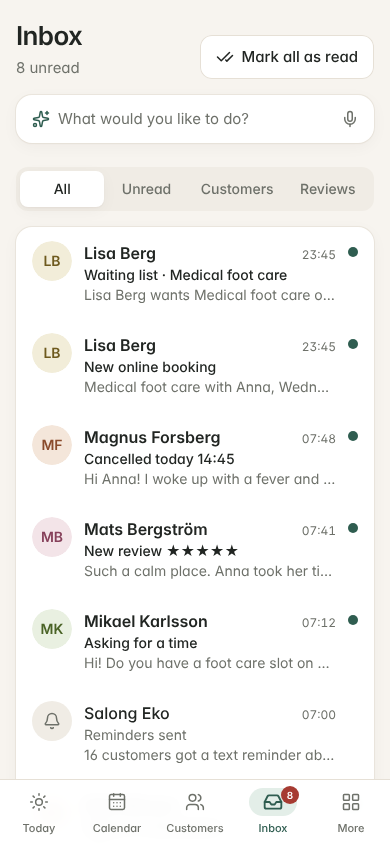 Inbox
8 unread
Mark all as read
What would you like to do?
All
Unread
Customers
Reviews
LB
Lisa Berg
23:45
Waiting list · Medical foot care
Lisa Berg wants Medical foot care o...
LB
Lisa Berg
23:45
New online booking
Medical foot care with Anna, Wedn...
MF
Magnus Forsberg
07:48
Cancelled today 14:45
Hi Anna! I woke up with a fever and ...
MB
Mats Bergström
07:41
New review ★★★★★
Such a calm place. Anna took her ti...
MK
Mikael Karlsson
07:12
Asking for a time
Hi! Do you have a foot care slot on ...
Salong Eko
07:00
Reminders sent
16 customers got a text reminder ab...
8
Today
Calendar
Customers
Inbox
More